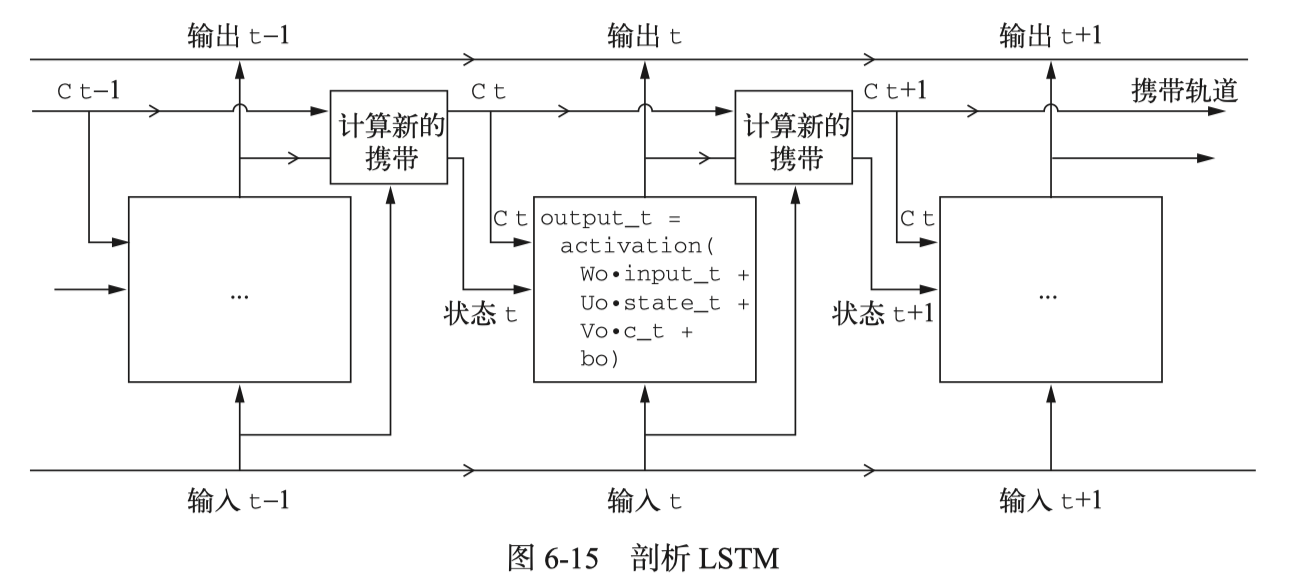 输出 t−1
输出 t
输出 t+1
C t−1
C t
C t+1
携带轨道
计算新的
携带
计算新的
携带
...
C t
output_t =
activation(
Wo•input_t +
Uo•state_t +
Vo•c_t +
bo)
C t
...
状态 t
状态 t+1
输入 t−1
输入 t
输入 t+1
图 6-15 剖析 LSTM